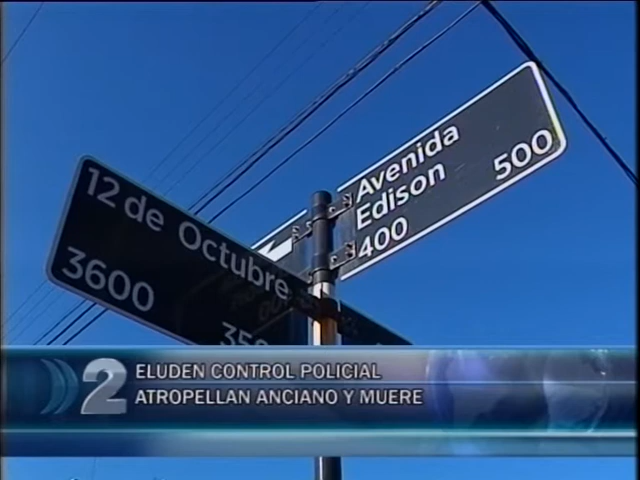 Avenida
Edison
400
500
12 de Octubre
3600
2
ELUDEN CONTROL POLICIAL
ATROPELLAN ANCIANO Y MUERE